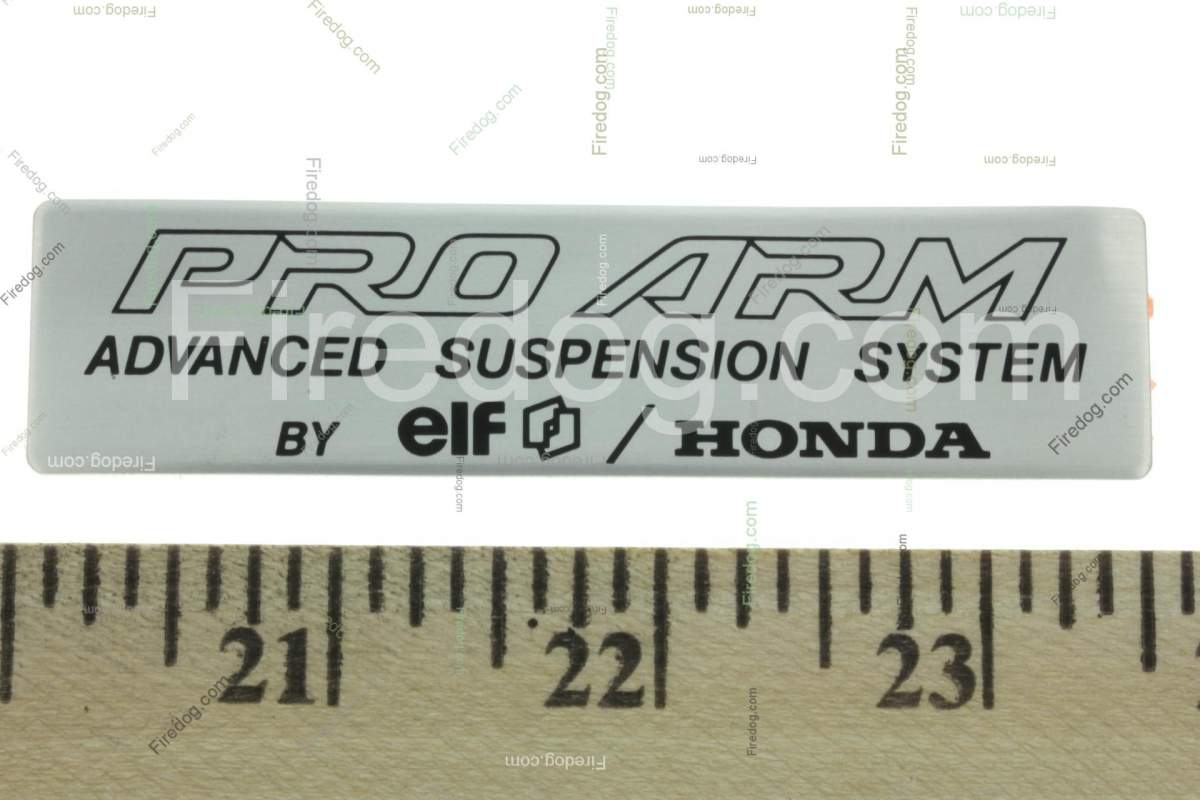 PRO ARM
ADVANCED SUSPENSION SYSTEM
BY elf / HONDA
Firedog.com
21 22 23